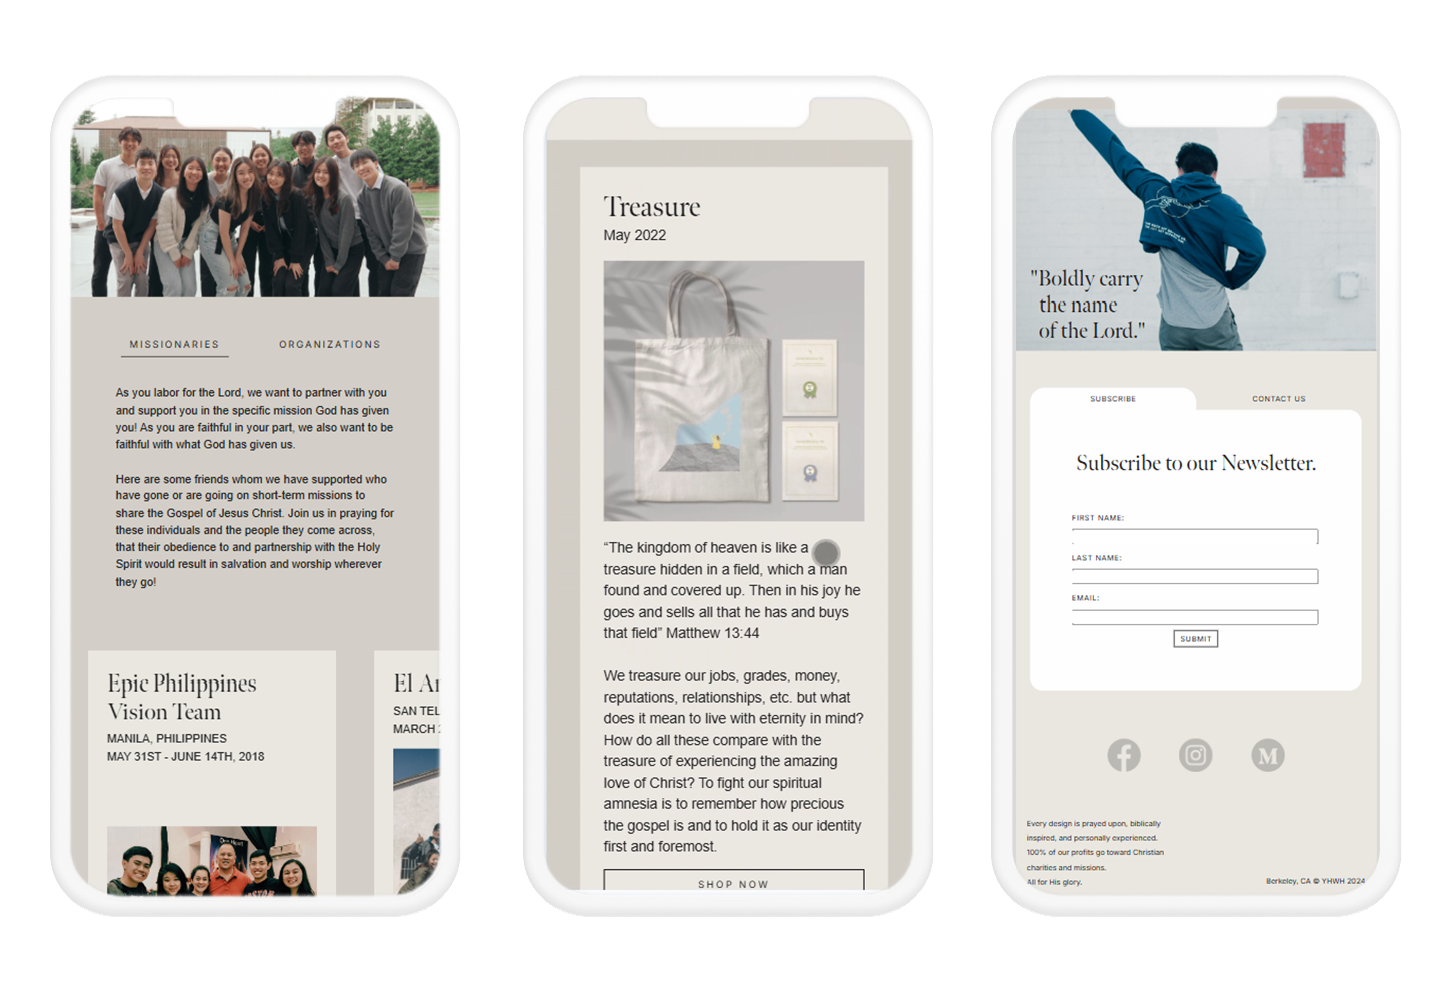 MISSIONARIES
ORGANIZATIONS
As you labor for the Lord, we want to partner with you
and support you in the specific mission God has given
you! As you are faithful in your part, we also want to be
faithful with what God has given us.
Here are some friends whom we have supported who
have gone or are going on short-term missions to
share the Gospel of Jesus Christ. Join us in praying for
these individuals and the people they come across,
that their obedience to and partnership with the Holy
Spirit would result in salvation and worship wherever
they go!
Epic Philippines
Vision Team
MANILA, PHILIPPINES
MAY 31ST - JUNE 14TH, 2018
El
SAN TEL
MARCH
Treasure
May 2022
“The kingdom of heaven is like a
treasure hidden in a field, which a man
found and covered up. Then in his joy he
goes and sells all that he has and buys
that field” Matthew 13:44
We treasure our jobs, grades, money,
reputations, relationships, etc. but what
does it mean to live with eternity in mind?
How do all these compare with the
treasure of experiencing the amazing
love of Christ? To fight our spiritual
amnesia is to remember how precious
the gospel is and to hold it as our identity
first and foremost.
SHOP NOW
"Boldly carry
the name
of the Lord."
SUBSCRIBE
CONTACT US
Subscribe to our Newsletter.
FIRST NAME:
LAST NAME:
EMAIL:
SUBMIT
Every design is prayed upon, biblically
inspired, and personally experienced.
100% of our profits go toward Christian
charities and missions.
All for His glory.
Berkeley, CA © YHWH 2024